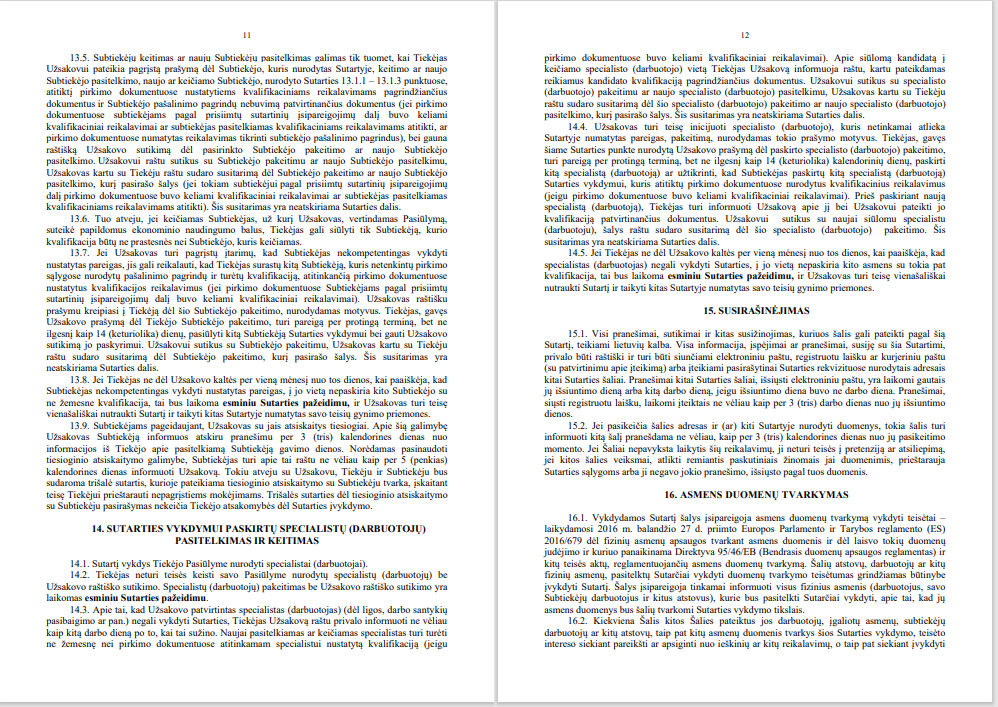 11
13.5. Subtiekėjų keitimas ar naujų Subtiekėjų pasitelkimas galimas tik tuomet, kai Tiekėjas
Užsakovui pateikia pagrįstą prašymą dėl Subtiekėjo, kuris nurodytas Sutartyje, keitimo ar naujo
Subtiekėjo pasitelkimo, naujo ar keičiamo Subtiekėjo, nurodyto Sutarties 13.1.1 – 13.1.3 punktuose,
atitiktį pirkimo dokumentuose nustatytiems kvalifikaciniams reikalavimams pagrindžiančius
dokumentus ir Subtiekėjo pašalinimo pagrindų nebuvimą patvirtinančius dokumentus (jei pirkimo
dokumentuose subtiekėjams pagal prisiimtų sutartinių įsipareigojimų dalį buvo keliami
kvalifikaciniai reikalavimai ar subtiekėjas pasitelkiamas kvalifikaciniams reikalavimams atitikti, ar
pirkimo dokumentuose numatytas reikalavimas tikrinti subtiekėjo pašalinimo pagrindus), bei gauna
raštišką Užsakovo sutikimą dėl pasirinkto Subtiekėjo pakeitimo ar naujo Subtiekėjo
pasitelkimo. Užsakovui raštu sutikus su Subtiekėjo pakeitimu ar naujo Subtiekėjo pasitelkimu,
Užsakovas kartu su Tiekėju raštu sudaro susitarimą dėl Subtiekėjo pakeitimo ar naujo Subtiekėjo
pasitelkimo, kurį pasirašo šalys (jei tokiam subtiekėjui pagal prisiimtų sutartinių įsipareigojimų
dalį pirkimo dokumentuose buvo keliami kvalifikaciniai reikalavimai ar subtiekėjas pasitelkiamas
kvalifikaciniams reikalavimams atitikti). Šis susitarimas yra neatskiriama Sutarties dalis.
13.6. Tuo atveju, jei keičiamas Subtiekėjas, už kurį Užsakovas, vertindamas Pasiūlymą,
suteikė papildomus ekonominio naudingumo balus, Tiekėjas gali siūlyti tik Subtiekėją, kurio
kvalifikacija būtų ne prastesnės nei Subtiekėjo, kuris keičiamas.
13.7. Jei Užsakovas turi pagrįstų įtarimų, kad Subtiekėjas nekompetentingas vykdyti
nustatytas pareigas, jis gali reikalauti, kad Tiekėjas surastų kitą Subtiekėją, kuris netenkintų pirkimo
sąlygose nurodytų pašalinimo pagrindų ir turėtų kvalifikaciją, atitinkančią pirkimo dokumentuose
nustatytus kvalifikacijos reikalavimus (jei pirkimo dokumentuose Subtiekėjams pagal prisiimtų
sutartinių įsipareigojimų dalį buvo keliami kvalifikaciniai reikalavimai). Užsakovas raštišku
prašymu kreipiasi į Tiekėją dėl šio Subtiekėjo pakeitimo, nurodydamas motyvus. Tiekėjas, gavęs
Užsakovo prašymą dėl Tiekėjo Subtiekėjo pakeitimo, turi pareigą per protingą terminą, bet ne
ilgesnį kaip 14 (keturiolika) dienų, pasiūlyti kitą Subtiekėją Sutarties vykdymui bei gauti Užsakovo
sutikimą jo paskyrimui. Užsakovui sutikus su Subtiekėjo pakeitimu, Užsakovas kartu su Tiekėju
raštu sudaro susitarimą dėl Subtiekėjo pakeitimo, kurį pasirašo šalys. Šis susitarimas yra
neatskiriama Sutarties dalis.
13.8. Jei Tiekėjas ne dėl Užsakovo kaltės per vieną mėnesį nuo tos dienos, kai paaiškėja, kad
Subtiekėjas nekompetentingas vykdyti nustatytas pareigas, į jo vietą nepaskiria kito Subtiekėjo su
ne žemesne kvalifikacija, tai bus laikoma esminiu Sutarties pažeidimu, ir Užsakovas turi teisę
vienašališkai nutraukti Sutartį ir taikyti kitas Sutartyje numatytas savo teisių gynimo priemones.
13.9. Subtiekėjams pageidaujant, Užsakovas su jais atsiskaitys tiesiogiai. Apie šią galimybę
Užsakovas Subtiekėją informuos atskiru pranešimu per 3 (tris) kalendorines dienas nuo
informacijos iš Tiekėjo apie pasitelkiamą Subtiekėją gavimo dienos. Norėdamas pasinaudoti
tiesioginio atsiskaitymo galimybe, Subtiekėjas turi apie tai raštu ne vėliau kaip per 5 (penkias)
kalendorines dienas informuoti Užsakovą. Tokiu atveju su Užsakovu, Tiekėju ir Subtiekėju bus
sudaroma trišalė sutartis, kurioje pateikiama tiesioginio atsiskaitymo su Subtiekėju tvarka, įskaitant
teisę Tiekėjui prieštarauti nepagrįstiems mokėjimams. Trišalės sutarties dėl tiesioginio atsiskaitymo
su Subtiekėju pasirašymas nekeičia Tiekėjo atsakomybės dėl Sutarties įvykdymo.
14. SUTARTIES VYKDYMUI PASKIRTŲ SPECIALISTŲ (DARBUOTOJŲ)
PASITELKIMAS IR KEITIMAS
14.1. Sutartį vykdys Tiekėjo Pasiūlyme nurodyti specialistai (darbuotojai).
14.2. Tiekėjas neturi teisės keisti savo Pasiūlyme nurodytų specialistų (darbuotojų) be
Užsakovo raštiško sutikimo. Specialistų (darbuotojų) pakeitimas be Užsakovo raštiško sutikimo yra
laikomas esminiu Sutarties pažeidimu.
14.3. Apie tai, kad Užsakovo patvirtintas specialistas (darbuotojas) (dėl ligos, darbo santykių
pasibaigimo ar pan.) negali vykdyti Sutarties, Tiekėjas Užsakovą raštu privalo informuoti ne vėliau
kaip kitą darbo dieną po to, kai tai sužino. Naujai pasitelkiamas ar keičiamas specialistas turi turėti
ne žemesnę nei pirkimo dokumentuose atitinkamam specialistui nustatytą kvalifikaciją (jeigu
12
pirkimo dokumentuose buvo keliami kvalifikaciniai reikalavimai). Apie siūlomą kandidatą į
keičiamo specialisto (darbuotojo) vietą Tiekėjas Užsakovą informuoja raštu, kartu pateikdamas
reikiamus kandidato kvalifikaciją pagrindžiančius dokumentus. Užsakovui sutikus su specialisto
(darbuotojo) pakeitimu ar naujo specialisto (darbuotojo) pasitelkimu, Užsakovas kartu su Tiekėju
raštu sudaro susitarimą dėl šio specialisto (darbuotojo) pakeitimo ar naujo specialisto (darbuotojo)
pasitelkimo, kurį pasirašo šalys. Šis susitarimas yra neatskiriama Sutarties dalis.
14.4. Užsakovas turi teisę inicijuoti specialisto (darbuotojo), kuris netinkamai atlieka
Sutartyje numatytas pareigas, pakeitimą, nurodydamas tokio prašymo motyvus. Tiekėjas, gavęs
šiame Sutarties punkte nurodytą Užsakovo prašymą dėl paskirto specialisto (darbuotojo) pakeitimo,
turi pareigą per protingą terminą, bet ne ilgesnį kaip 14 (keturiolika) kalendorinių dienų, paskirti
kitą specialistą (darbuotoją) ar užtikrinti, kad Subtiekėjas paskirtų kitą specialistą (darbuotoją)
Sutarties vykdymui, kuris atitiktų pirkimo dokumentuose nurodytus kvalifikacinius reikalavimus
(jeigu pirkimo dokumentuose buvo keliami kvalifikaciniai reikalavimai). Prieš paskiriant naują
specialistą (darbuotoją), Tiekėjas turi informuoti Užsakovą apie jį bei Užsakovui pateikti jo
kvalifikaciją patvirtinančius dokumentus. Užsakovui sutikus su naujai siūlomu specialistu
(darbuotoju), šalys raštu sudaro susitarimą dėl šio specialisto (darbuotojo) pakeitimo. Šis
susitarimas yra neatskiriama Sutarties dalis.
14.5. Jei Tiekėjas ne dėl Užsakovo kaltės per vieną mėnesį nuo tos dienos, kai paaiškėja, kad
specialistas (darbuotojas) negali vykdyti Sutarties, į jo vietą nepaskiria kito asmens su tokia pat
kvalifikacija, tai bus laikoma esminiu Sutarties pažeidimu, ir Užsakovas turi teisę vienašališkai
nutraukti Sutartį ir taikyti kitas Sutartyje numatytas savo teisių gynimo priemones.
15. SUSIRAŠINĖJIMAS
15.1. Visi pranešimai, sutikimai ir kitas susižinojimas, kuriuos šalis gali pateikti pagal šią
Sutartį, teikiami lietuvių kalba. Visa informacija, įspėjimai ar pranešimai, susiję su šia Sutartimi,
privalo būti raštiški ir turi būti siunčiami elektroniniu paštu, registruotu laišku ar kurjeriniu paštu
(su patvirtinimu apie įteikimą) arba įteikiami pasirašytinai Sutarties rekvizituose nurodytais adresais
kitai Sutarties šaliai. Pranešimai kitai Sutarties šaliai, išsiųsti elektroniniu paštu, yra laikomi gautais
jų išsiuntimo dieną arba kitą darbo dieną, jeigu išsiuntimo diena buvo ne darbo diena. Pranešimai,
siųsti registruotu laišku, laikomi įteiktais ne vėliau kaip per 3 (tris) darbo dienas nuo jų išsiuntimo
dienos.
15.2. Jei pasikeičia šalies adresas ir (ar) kiti Sutartyje nurodyti duomenys, tokia šalis turi
informuoti kitą šalį pranešdama ne vėliau, kaip per 3 (tris) kalendorines dienas nuo jų pasikeitimo
momento. Jei Šaliai nepavyksta laikytis šių reikalavimų, ji neturi teisės į pretenziją ar atsiliepimą,
jei kitos šalies veiksmai, atlikti remiantis paskutiniais žinomais jai duomenimis, prieštarauja
Sutarties sąlygoms arba ji negavo jokio pranešimo, išsiųsto pagal tuos duomenis.
16. ASMENS DUOMENŲ TVARKYMAS
16.1. Vykdydamos Sutartį šalys įsipareigoja asmens duomenų tvarkymą vykdyti teisėtai –
laikydamosi 2016 m. balandžio 27 d. priimto Europos Parlamento ir Tarybos reglamento (ES)
2016/679 dėl fizinių asmenų apsaugos tvarkant asmens duomenis ir dėl laisvo tokių duomenų
judėjimo ir kuriuo panaikinama Direktyva 95/46/EB (Bendrasis duomenų apsaugos reglamentas) ir
kitų teisės aktų, reglamentuojančių asmens duomenų tvarkymą. Šalių atstovų, darbuotojų ar kitų
fizinių asmenų, pasitelktų Sutarčiai vykdyti duomenų tvarkymo teisėtumas grindžiamas būtinybe
įvykdyti Sutartį. Šalys įsipareigoja tinkamai informuoti visus fizinius asmenis (darbuotojus, savo
Subtiekėjų darbuotojus ir kitus atstovus), kurie bus pasitelkti Sutarčiai vykdyti, apie tai, kad jų
asmens duomenys bus šalių tvarkomi Sutarties vykdymo tikslais.
16.2. Kiekviena Šalis kitos Šalies pateiktus jos darbuotojų, įgaliotų asmenų, subtiekėjų
darbuotojų ar kitų atstovų, taip pat kitų asmenų duomenis tvarkys šios Sutarties vykdymo, teisėto
intereso siekiant pareikšti ar apsiginti nuo ieškinių ar kitų reikalavimų, o taip pat siekiant įvykdyti